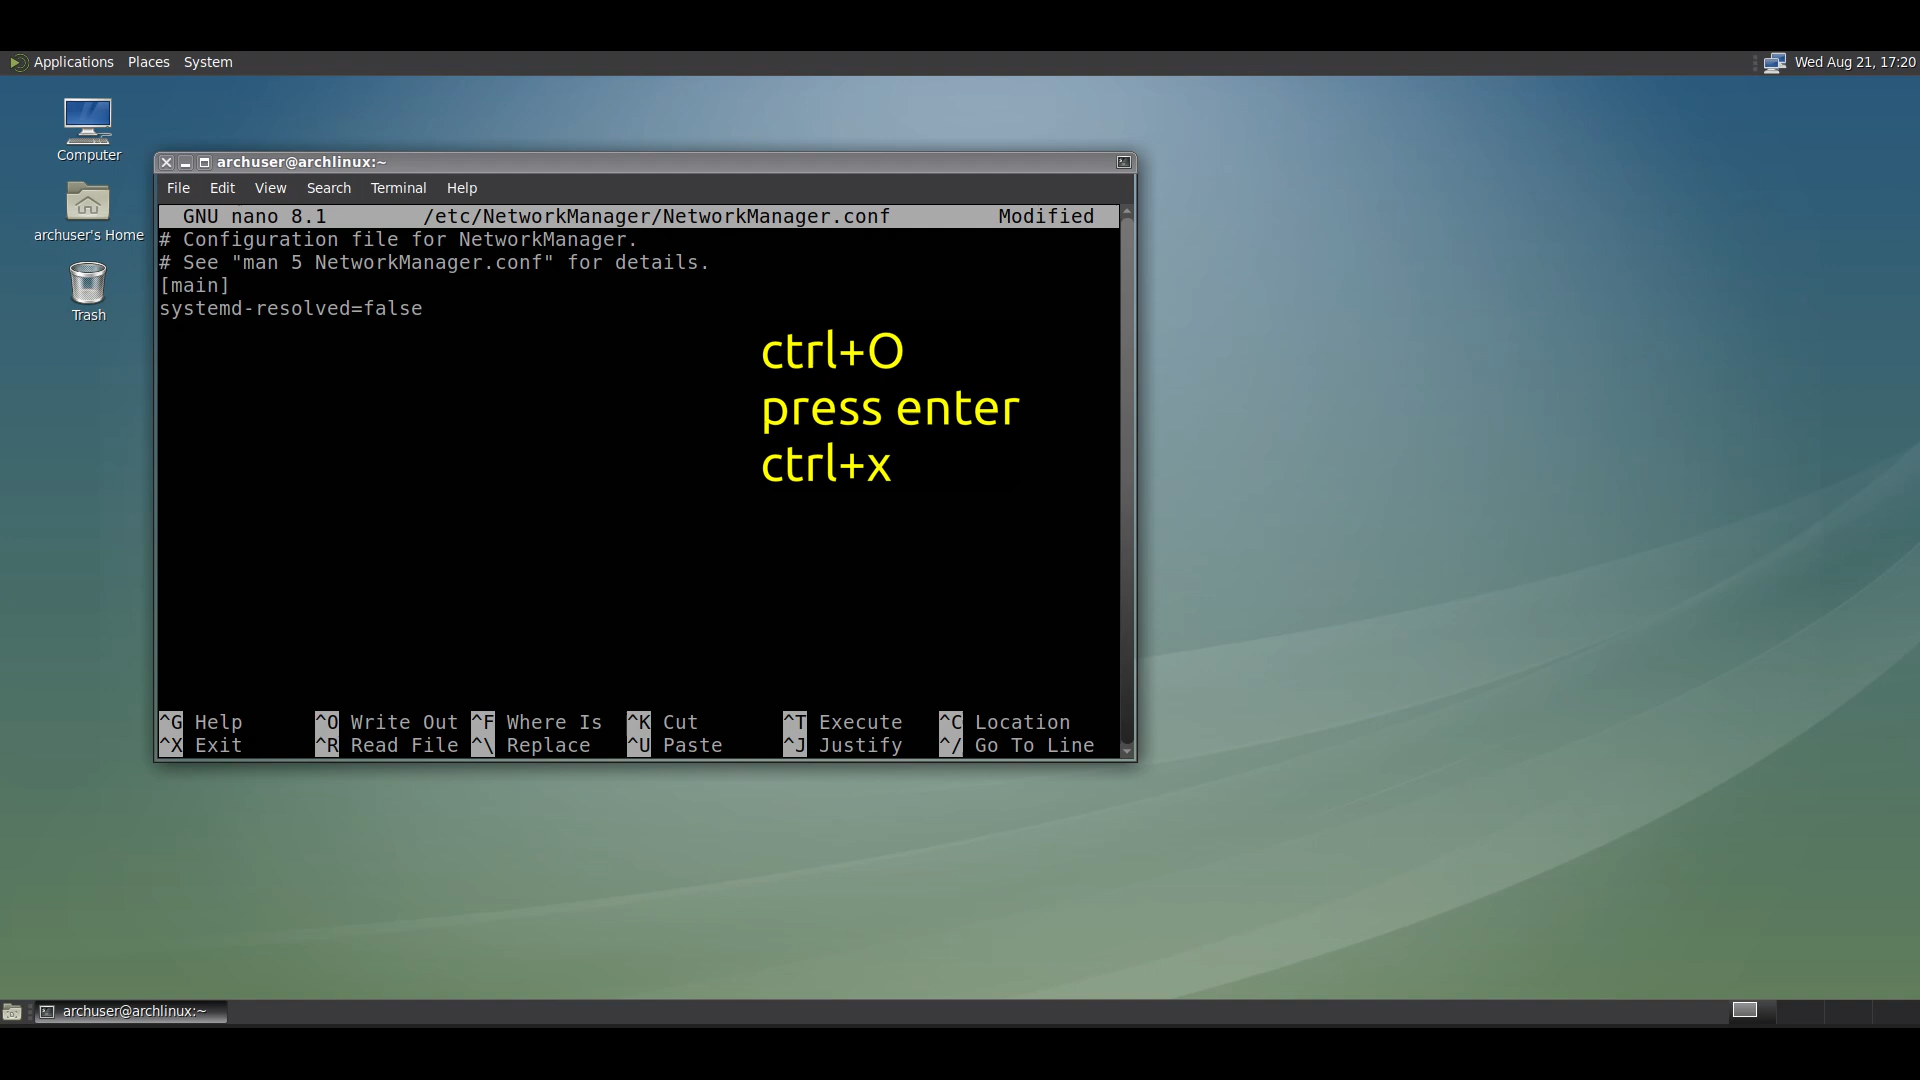 Applications Places System
Wed Aug 21, 17:20
Computer
archuser's Home
Trash
archuser@archlinux:~
File Edit View Search Terminal Help
GNU nano 8.1 /etc/NetworkManager/NetworkManager.conf Modified
# Configuration file for NetworkManager.
# See "man 5 NetworkManager.conf" for details.
[main]
systemd-resolved=false
ctrl+O
press enter
ctrl+x
^G Help ^O Write Out ^F Where Is ^K Cut ^T Execute ^C Location
^X Exit ^R Read File ^\ Replace ^U Paste ^J Justify ^/ Go To Line
archuser@archlinux:~